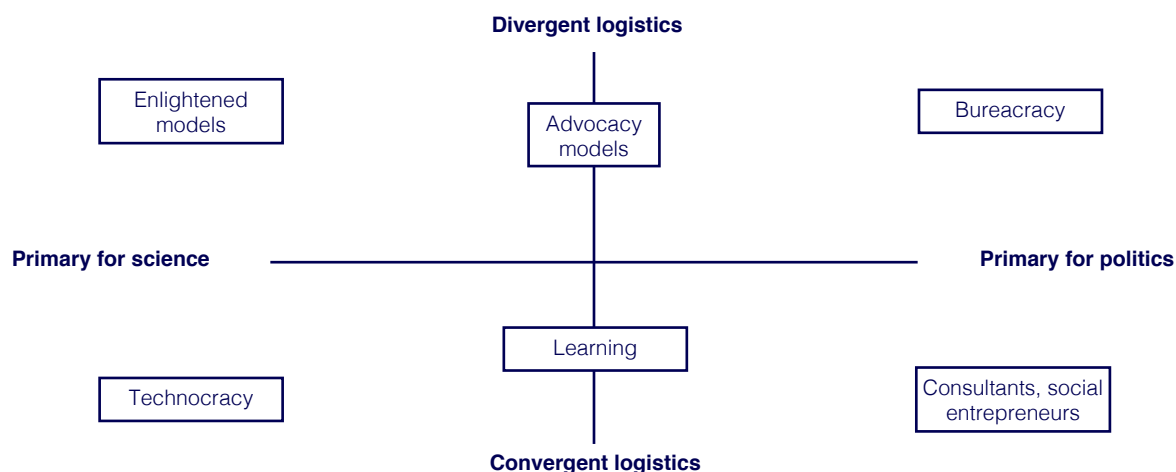 Divergent logistics
Enlightened
models
Advocacy
models
Bureacracy
Primary for science
Primary for politics
Learning
Technocracy
Consultants, social
entrepreneurs
Convergent logistics